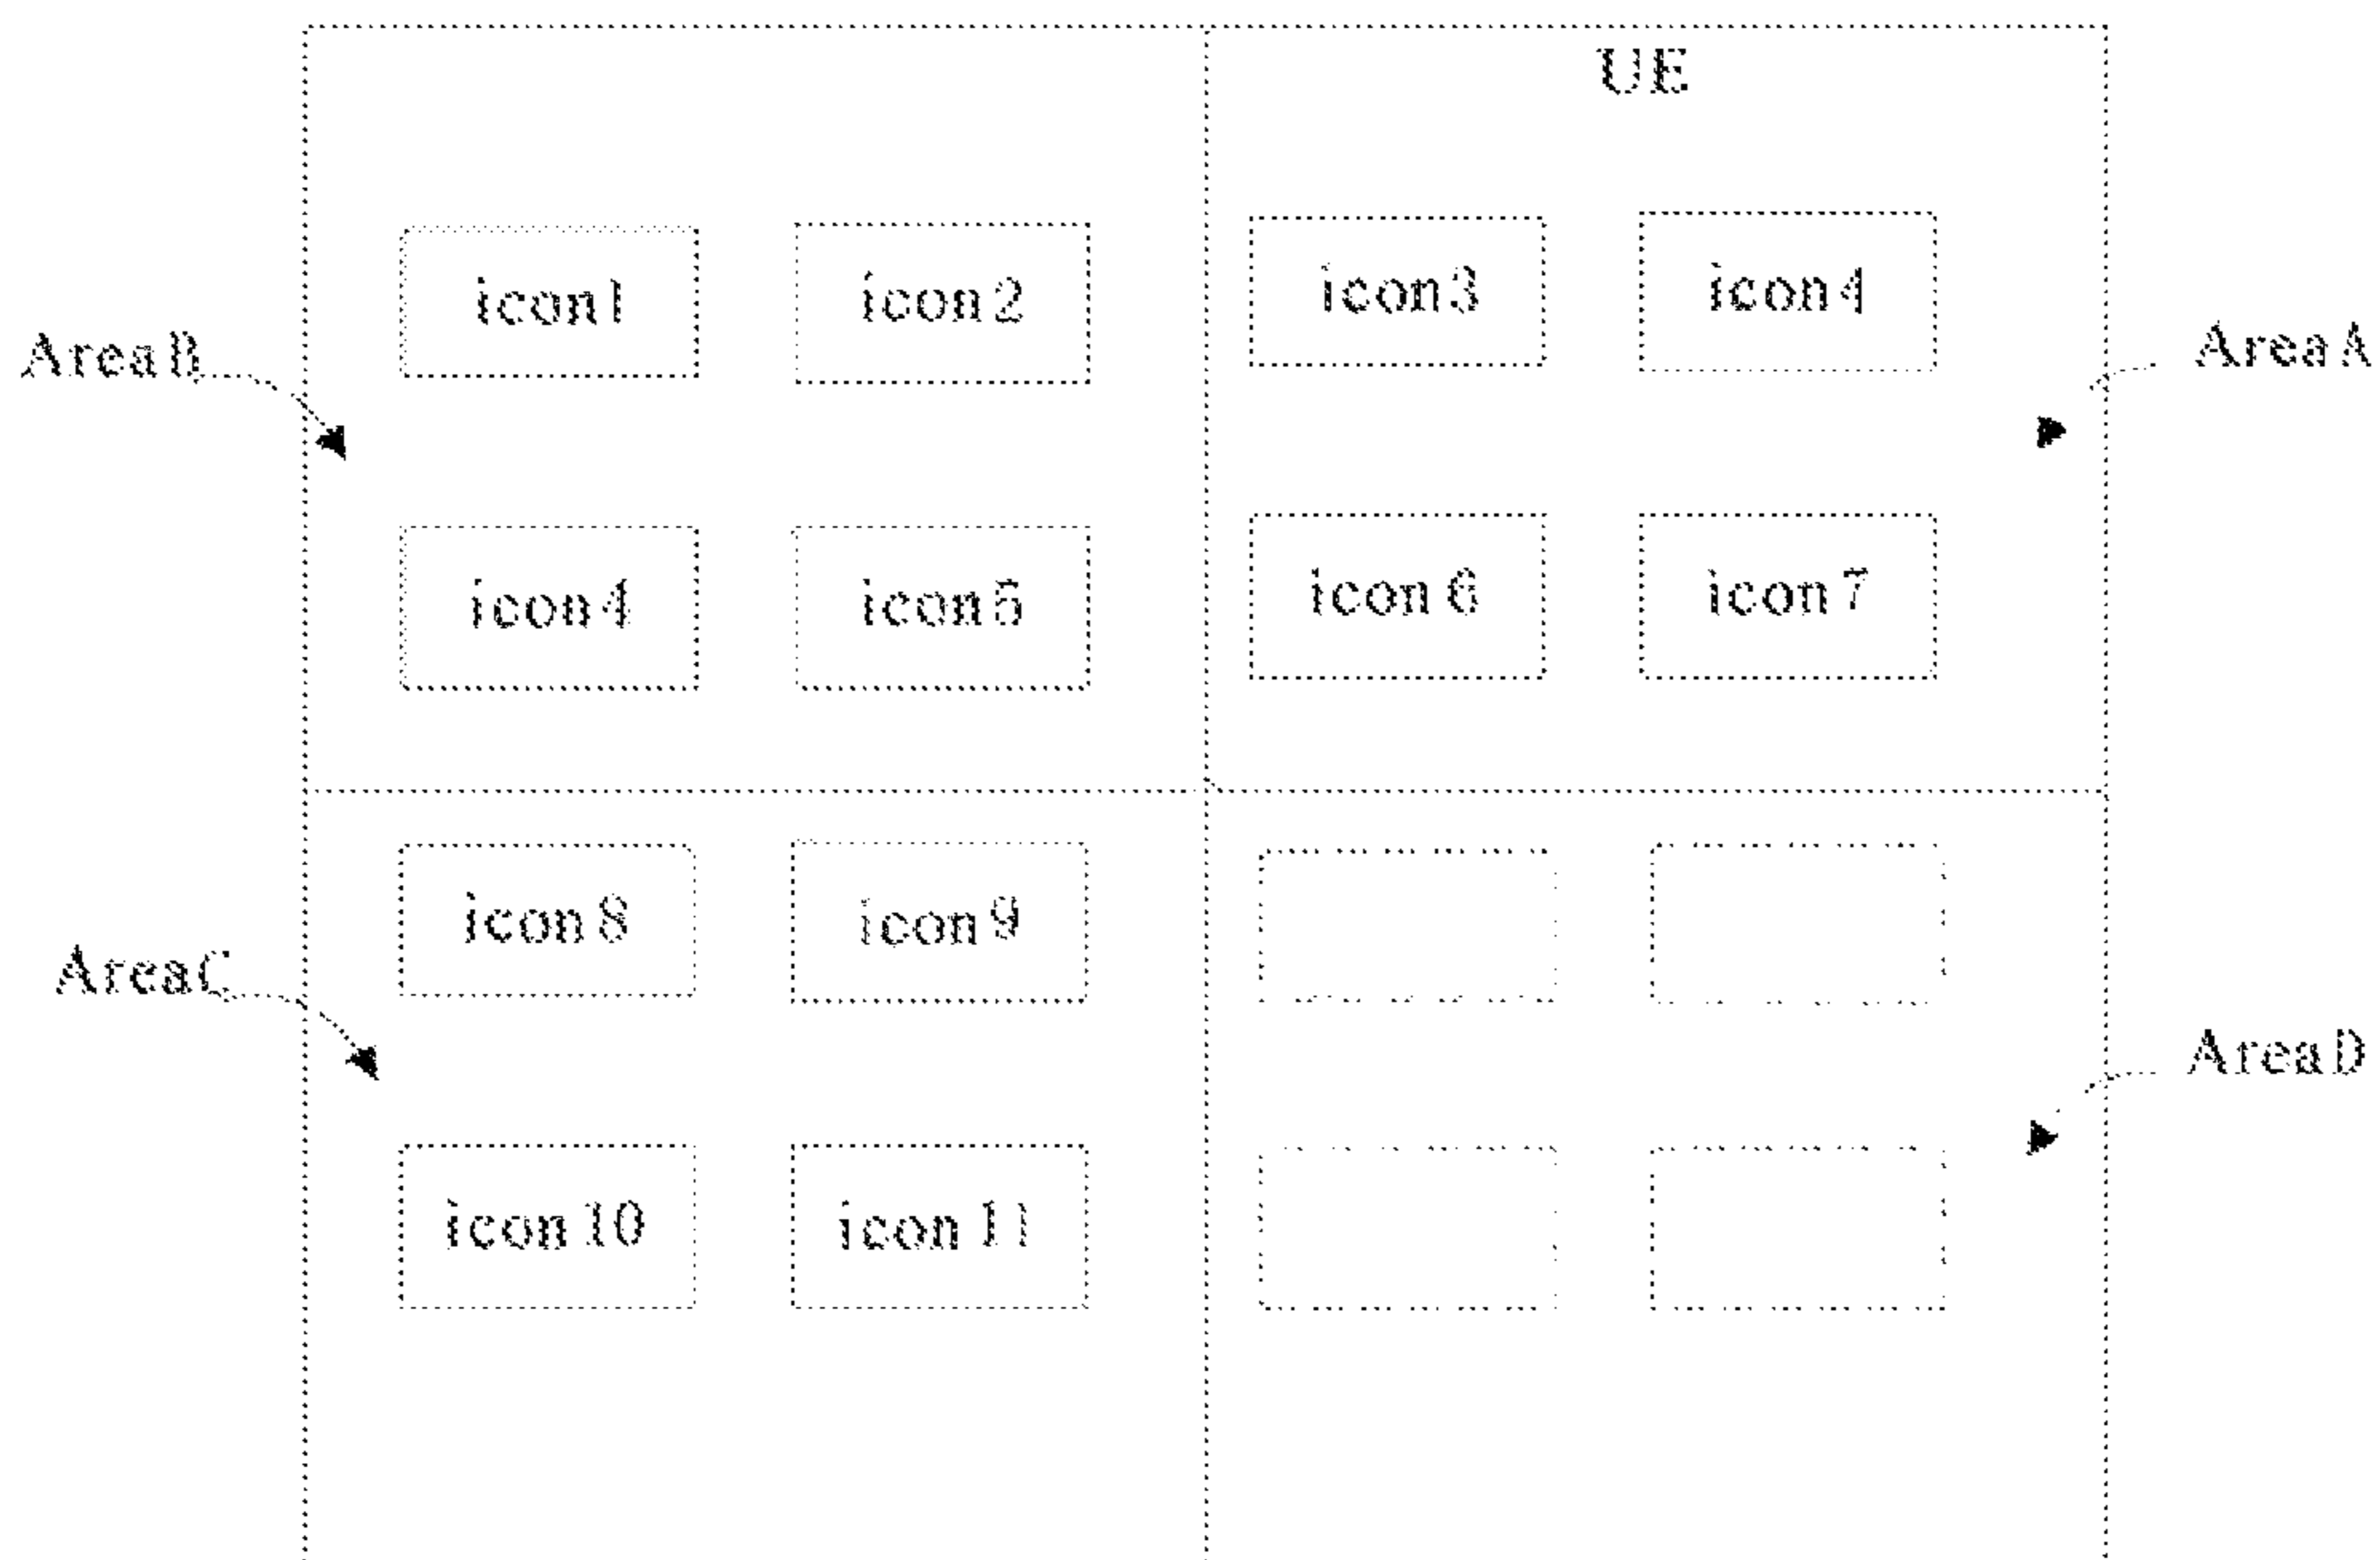 UE
icon1 icon2 icon3 icon4
AreaB AreaA
icon4 icon5 icon6 icon7
icon8 icon9
AreaC
AreaD
icon10 icon11